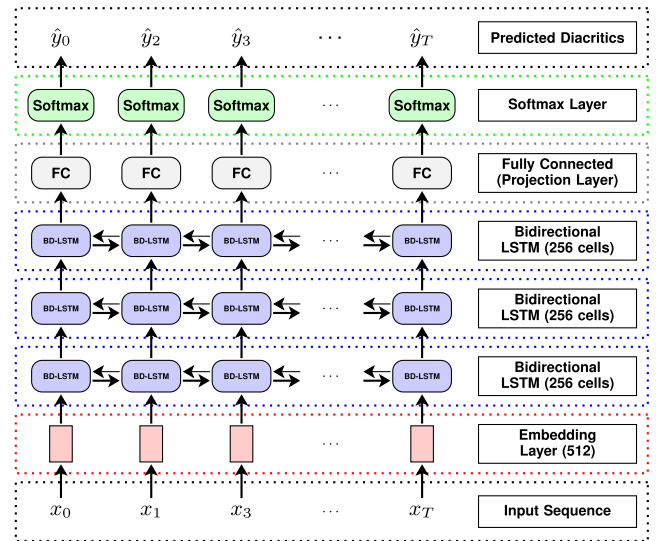 ŷ₀ ŷ₂ ŷ₃ ⋯ ŷ_T Predicted Diacritics
Softmax Softmax Softmax ⋯ Softmax Softmax Layer
FC FC FC ⋯ FC Fully Connected
(Projection Layer)
BD-LSTM BD-LSTM BD-LSTM ⋯ BD-LSTM Bidirectional
LSTM (256 cells)
BD-LSTM BD-LSTM BD-LSTM ⋯ BD-LSTM Bidirectional
LSTM (256 cells)
BD-LSTM BD-LSTM BD-LSTM ⋯ BD-LSTM Bidirectional
LSTM (256 cells)
⋯ Embedding
Layer (512)
x₀ x₁ x₃ ⋯ x_T Input Sequence